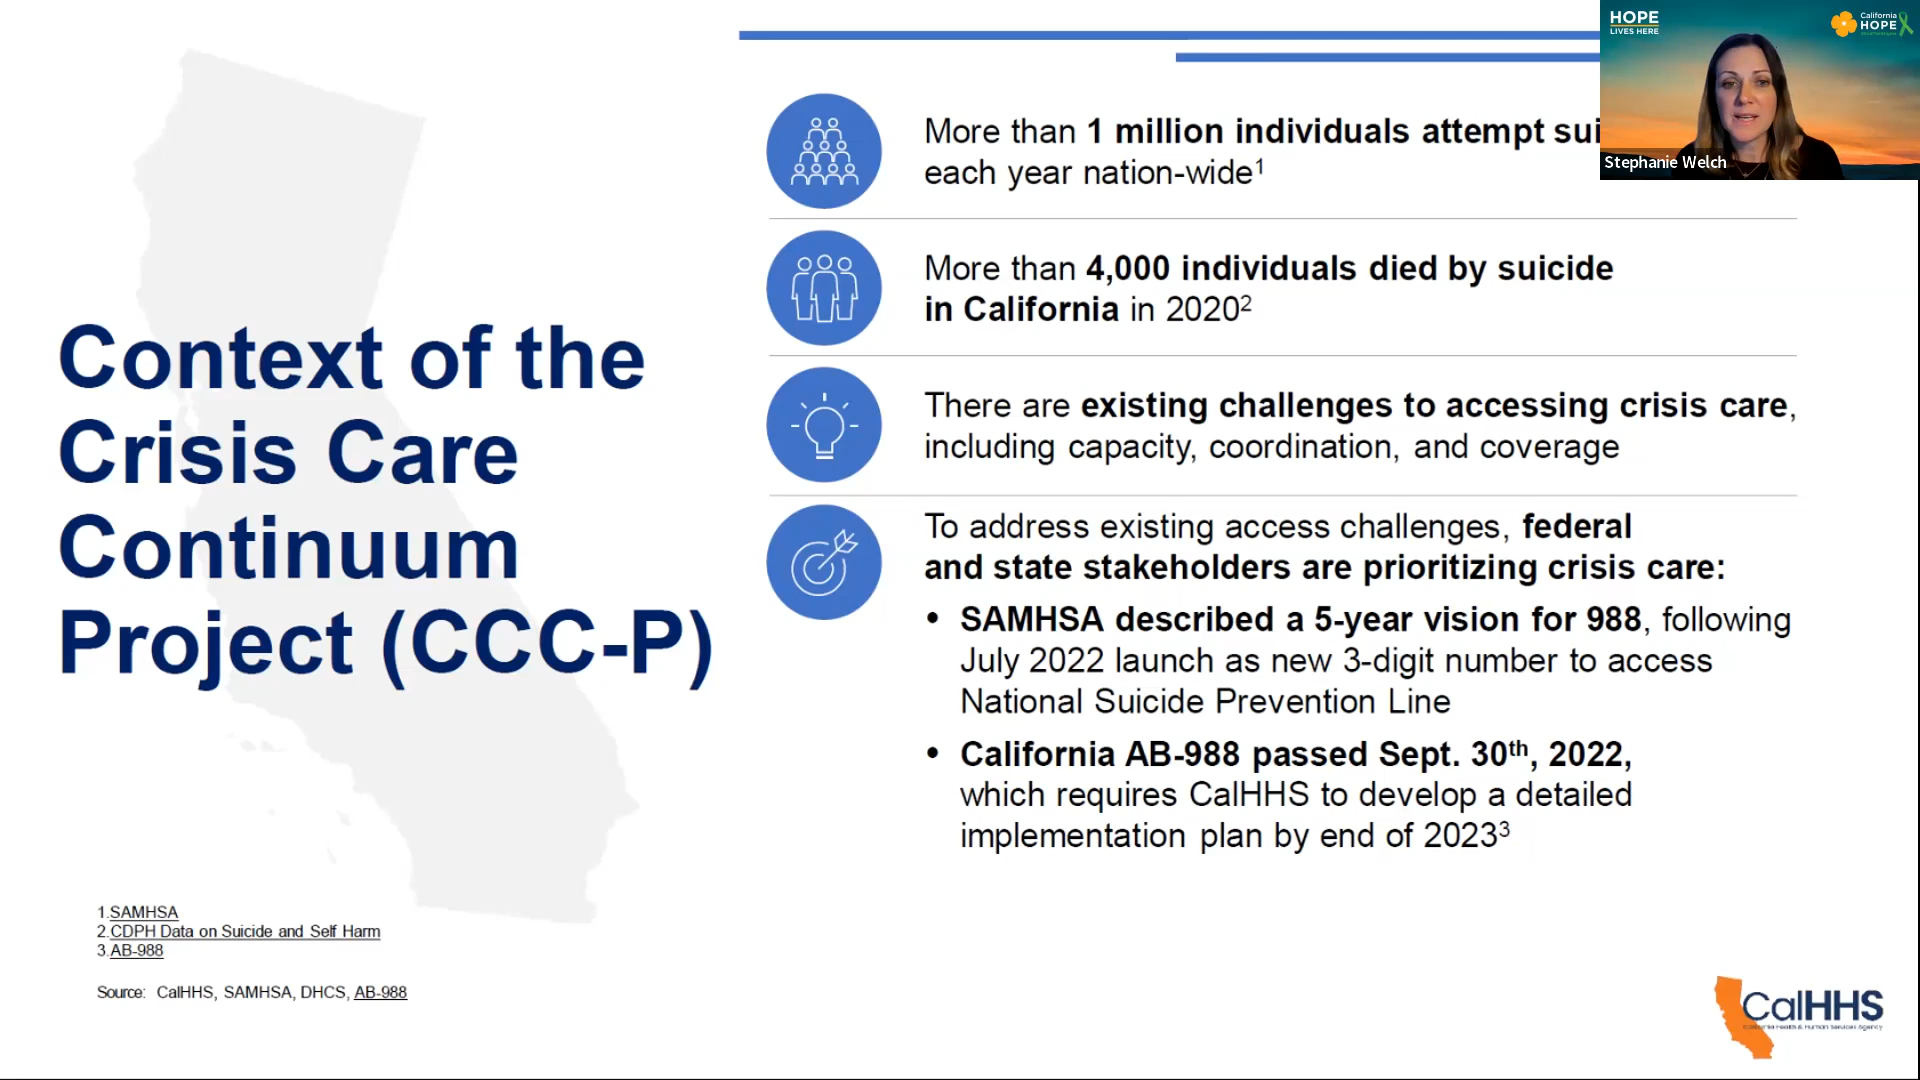 Context of the
Crisis Care
Continuum
Project (CCC-P)
More than 1 million individuals attempt sui
each year nation-wide1
More than 4,000 individuals died by suicide
in California in 20202
There are existing challenges to accessing crisis care,
including capacity, coordination, and coverage
To address existing access challenges, federal
and state stakeholders are prioritizing crisis care:
• SAMHSA described a 5-year vision for 988, following
July 2022 launch as new 3-digit number to access
National Suicide Prevention Line
• California AB-988 passed Sept. 30th, 2022,
which requires CalHHS to develop a detailed
implementation plan by end of 20233
1.SAMHSA
2.CDPH Data on Suicide and Self Harm
3.AB-988
Source: CalHHS, SAMHSA, DHCS, AB-988
HOPE
LIVES HERE
California
HOPE
Stephanie Welch
CalHHS
California Health & Human Services Agency